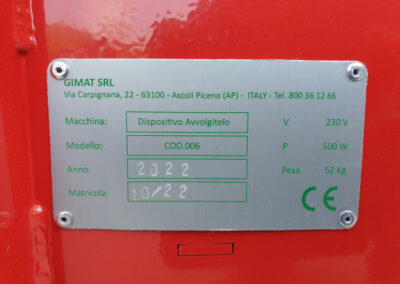 GIMAT SRL
Via Carpignana, 22 - 63100 - Ascoli Piceno (AP) - ITALY - Tel. 800 36 12 66
Macchina: Dispositivo Avvolgitelo V 230 V
Modello: COD.006 P 500 W
Anno: 2022 Peso 52 Kg
Matricola: 10/22 CE